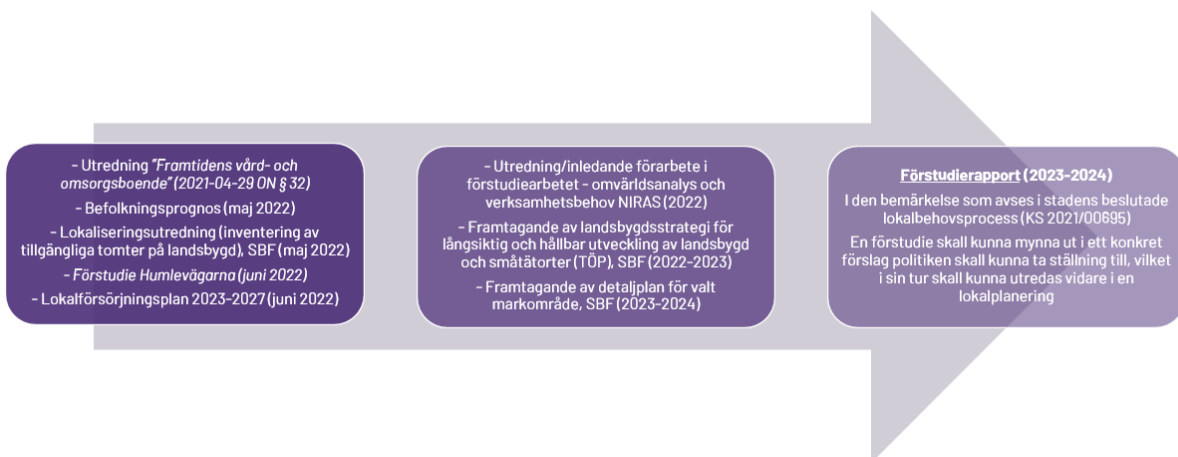 - Utredning "Framtidens vård- och
omsorgsboende" (2021-04-29 ON § 32)
- Befolkningsprognos (maj 2022)
- Lokaliseringsutredning (inventering av
tillgängliga tomter på landsbygd), SBF (maj 2022)
- Förstudie Humlevägarna (juni 2022)
- Lokalförsörjningsplan 2023-2027 (juni 2022)
- Utredning/inledande förarbete i
förstudiearbetet - omvärldsanalys och
verksamhetsbehov NIRAS (2022)
- Framtagande av landsbygdsstrategi för
långsiktig och hållbar utveckling av landsbygd
och småtätorter (TÖP), SBF (2022-2023)
- Framtagande av detaljplan för valt
markområde, SBF (2023-2024)
Förstudierapport (2023-2024)
I den bemärkelse som avses i stadens beslutade
lokalbehovsprocess (KS 2021/00695)
En förstudie skall kunna mynna ut i ett konkret
förslag politiken skall kunna ta ställning till, vilket
i sin tur skall kunna utredas vidare i en
lokalplanering